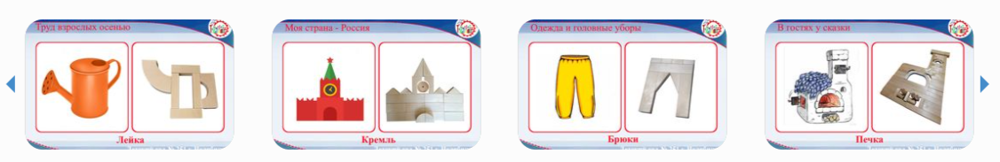 Труд взрослых осенью
Лейка
Моя страна - Россия
Кремль
Одежда и головные уборы
Брюки
В гостях у сказки
Печка